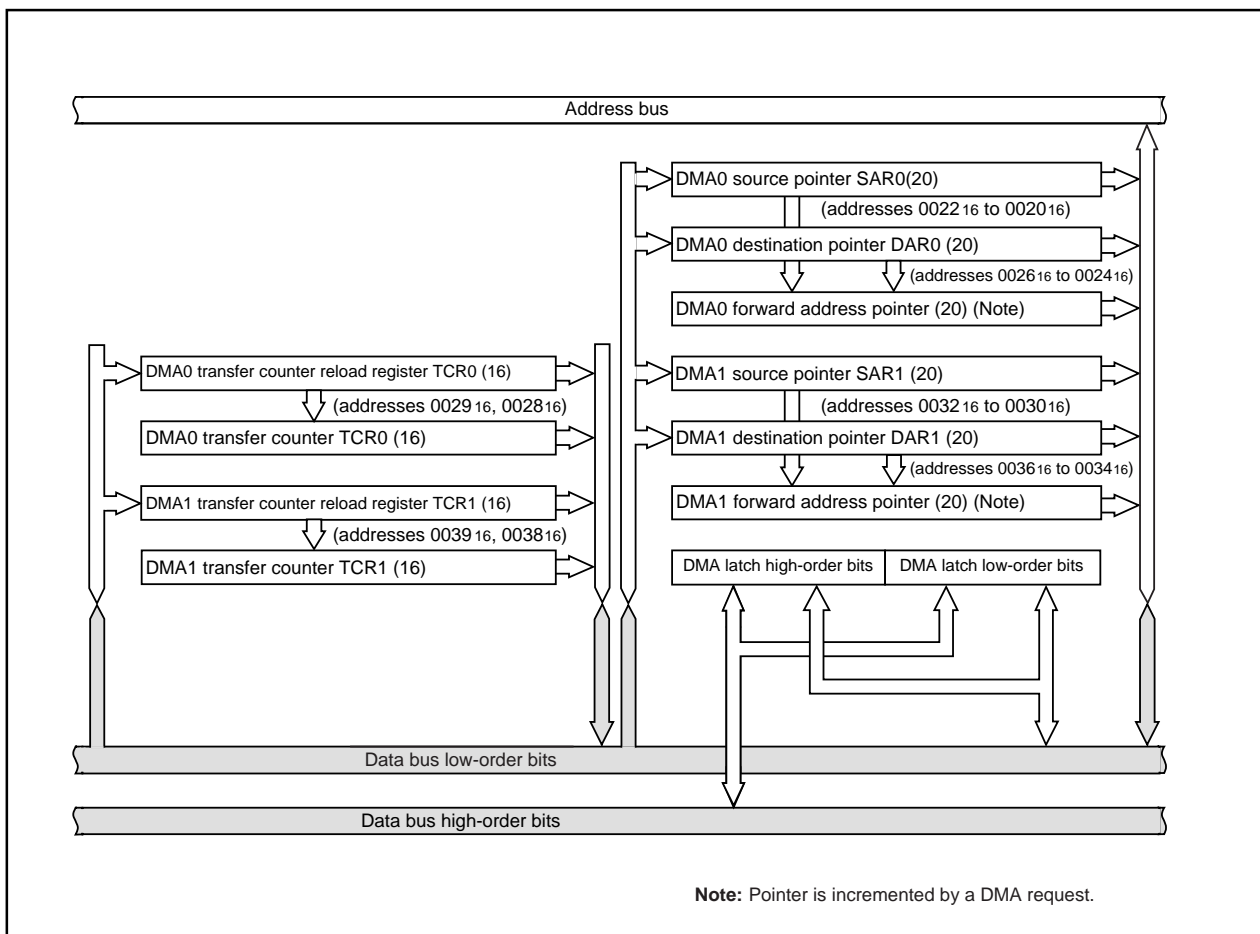 Address bus
DMA0 source pointer SAR0(20)
(addresses 0022 16 to 0020 16)
DMA0 destination pointer DAR0 (20)
(addresses 0026 16 to 0024 16)
DMA0 forward address pointer (20) (Note)
DMA0 transfer counter reload register TCR0 (16)
(addresses 0029 16, 0028 16)
DMA0 transfer counter TCR0 (16)
DMA1 transfer counter reload register TCR1 (16)
(addresses 0039 16, 0038 16)
DMA1 transfer counter TCR1 (16)
DMA1 source pointer SAR1 (20)
(addresses 0032 16 to 0030 16)
DMA1 destination pointer DAR1 (20)
(addresses 0036 16 to 0034 16)
DMA1 forward address pointer (20) (Note)
DMA latch high-order bits
DMA latch low-order bits
Data bus low-order bits
Data bus high-order bits
Note: Pointer is incremented by a DMA request.